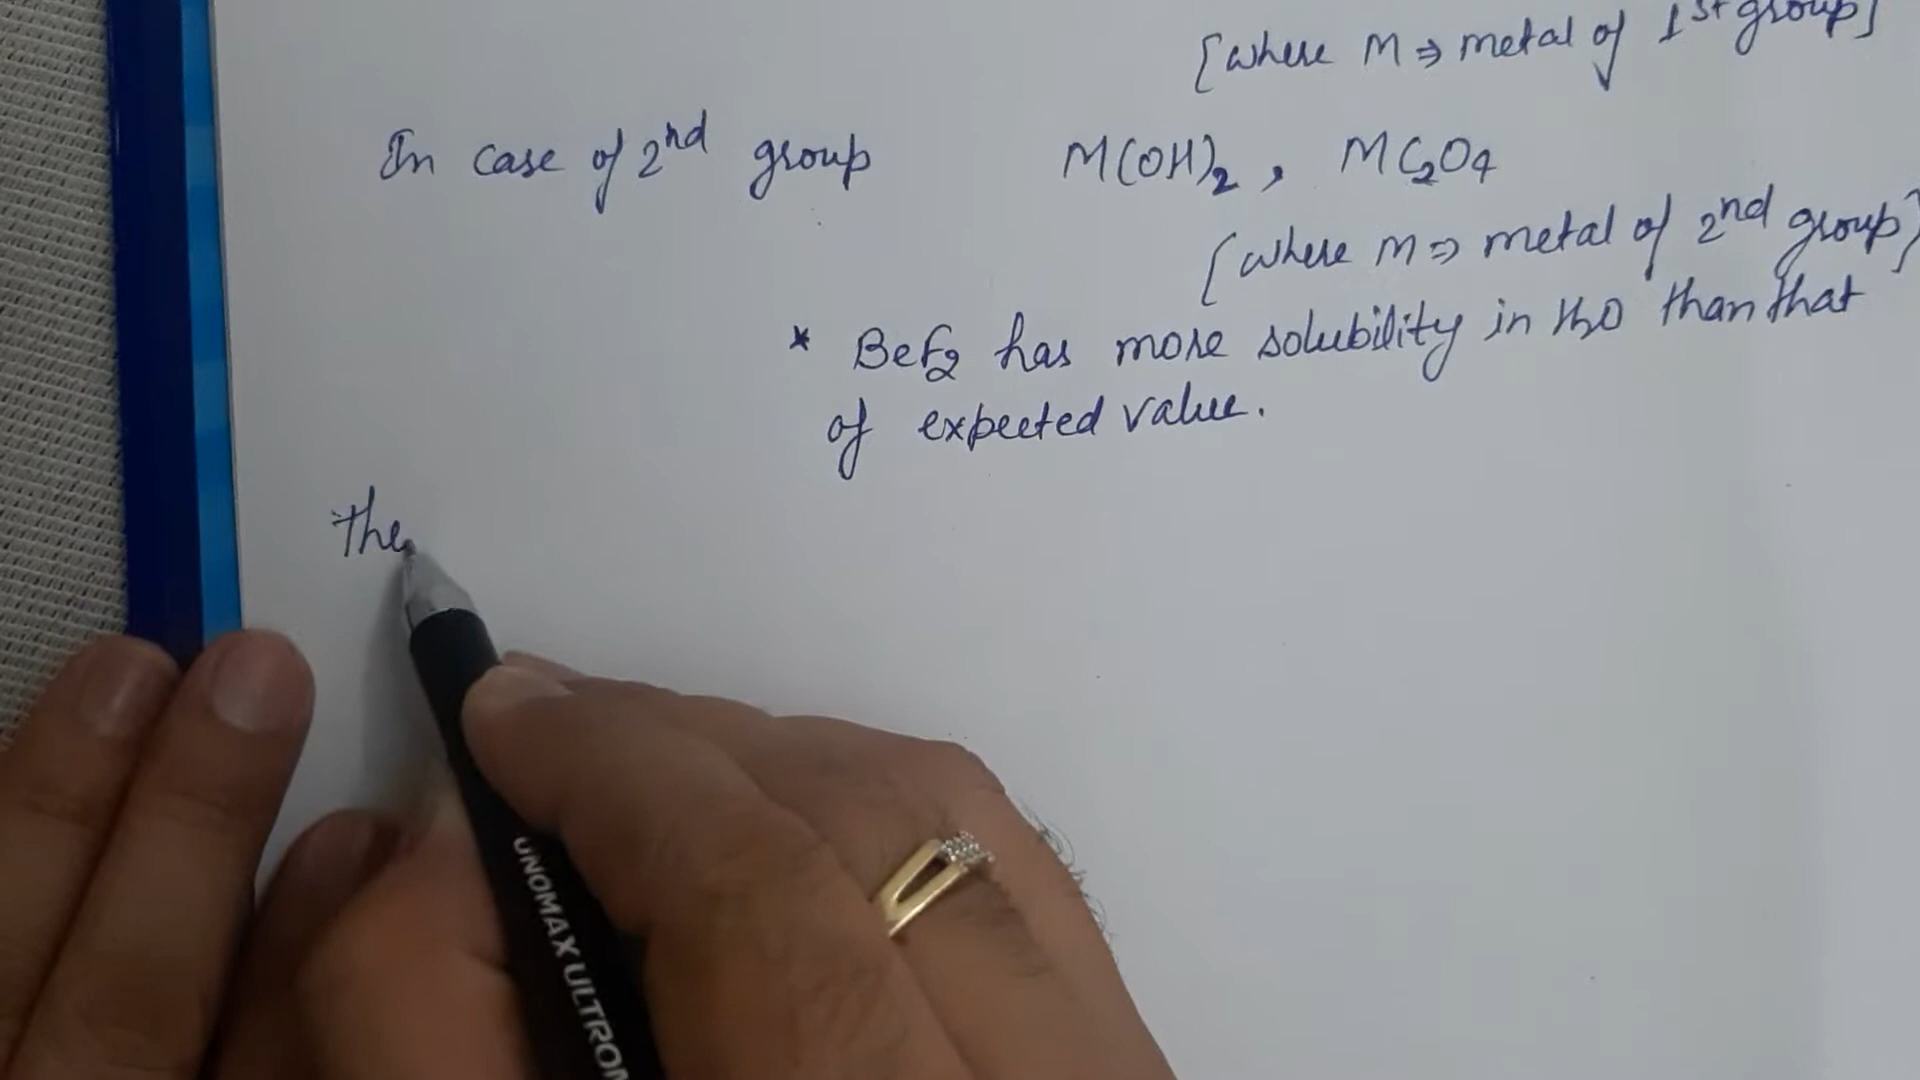 [where M ⇒ metal of 1st group]
In case of 2nd group M(OH)2, MC2O4
[where M ⇒ metal of 2nd group]
* BeF2 has more solubility in H2O than that
of expected value.
the
UNOMAX ULTRON